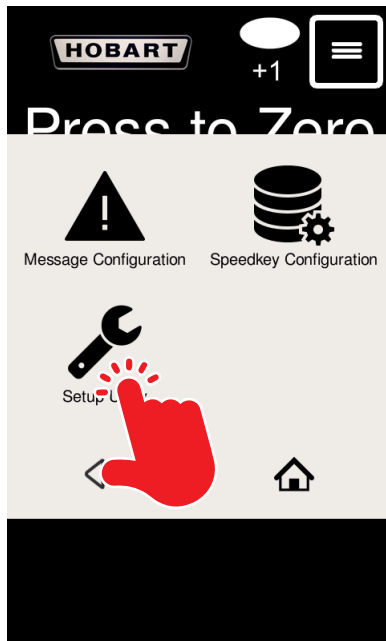 HOBART
+1
Press to Zero
Message Configuration
Speedkey Configuration
Setup